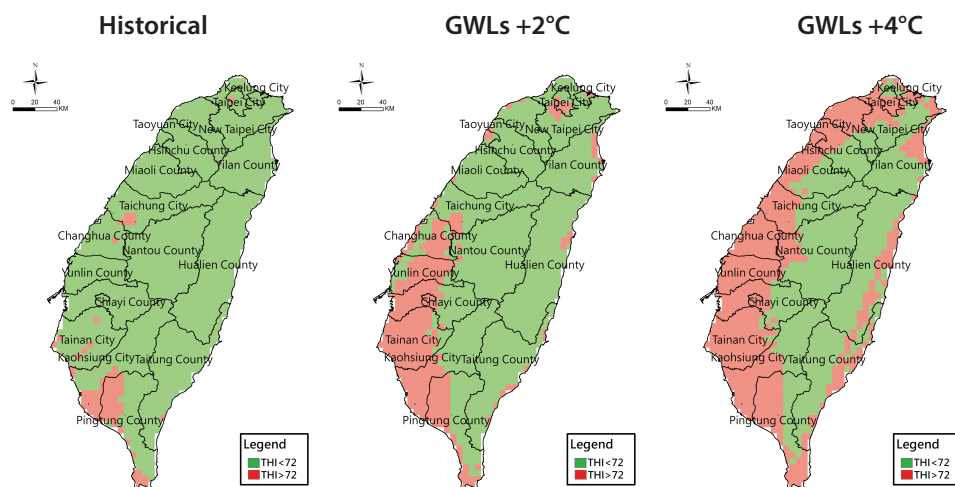 Historical
GWLs +2°C
GWLs +4°C
N
0 20 40
KM
Keelung City
Taipei City
Taoyuan City
New Taipei City
Hsinchu County
Yilan County
Miaoli County
Taichung City
Changhua County
Nantou County
Hualien County
Yunlin County
Chiayi County
Tainan City
Kaohsiung City
Taitung County
Pingtung County
Legend
THI<72
THI>72
N
0 20 40
KM
Keelung City
Taipei City
Taoyuan City
New Taipei City
Hsinchu County
Yilan County
Miaoli County
Taichung City
Changhua County
Nantou County
Hualien County
Yunlin County
Chiayi County
Tainan City
Kaohsiung City
Taitung County
Pingtung County
Legend
THI<72
THI>72
N
0 20 40
KM
Keelung City
Taipei City
Taoyuan City
New Taipei City
Hsinchu County
Yilan County
Miaoli County
Taichung City
Changhua County
Nantou County
Hualien County
Yunlin County
Chiayi County
Tainan City
Kaohsiung City
Taitung County
Pingtung County
Legend
THI<72
THI>72